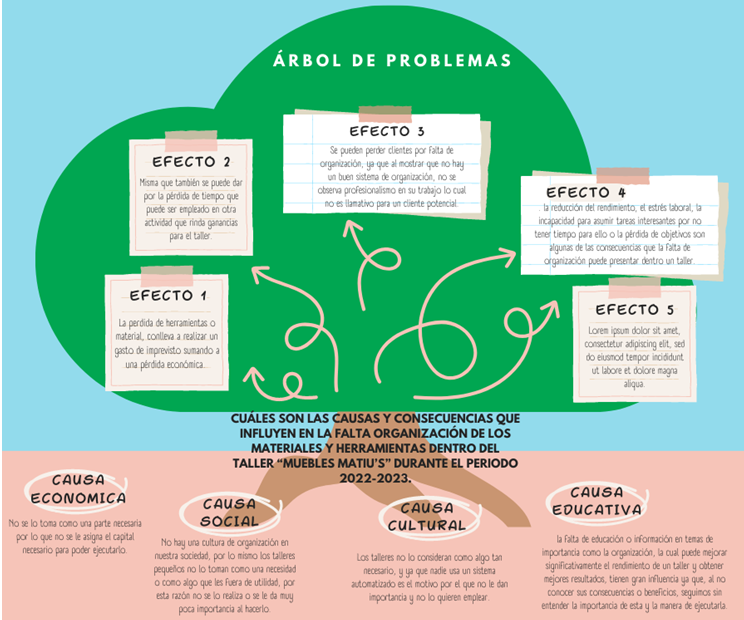 ÁRBOL DE PROBLEMAS
EFECTO 3
Se pueden perder clientes por falta de
organización, ya que al mostrar que no hay
un buen sistema de organización, no se
observa profesionalismo en su trabajo lo cual
no es llamativo para un cliente potencial.
EFECTO 2
Misma que también se puede dar
por la pérdida de tiempo que
puede ser empleado en otra
actividad que rinda ganancias
para el taller.
EFECTO 4
la reducción del rendimiento, el estrés laboral, la
incapacidad para asumir tareas interesantes por no
tener tiempo para ello o la pérdida de objetivos son
algunas de las consecuencias que la falta de
organización puede presentar dentro un taller.
EFECTO 1
La perdida de herramientas o
material, conlleva a realizar un
gasto de imprevisto sumando a
una pérdida económica...
EFECTO 5
Lorem ipsum dolor sit amet,
consectetur adipiscing elit, sed
do eiusmod tempor incididunt
ut labore et dolore magna
aliqua.
CUÁLES SON LAS CAUSAS Y CONSECUENCIAS QUE
INFLUYEN EN LA FALTA ORGANIZACIÓN DE LOS
MATERIALES Y HERRAMIENTAS DENTRO DEL
TALLER “MUEBLES MATIU’S” DURANTE EL PERIODO
2022-2023.
CAUSA
ECONOMICA
No se lo toma como una parte necesaria
por lo que no se le asigna el capital
necesario para poder ejecutarlo.
CAUSA
SOCIAL
No hay una cultura de organización en
nuestra sociedad, por lo mismo los talleres
pequeños no lo toman como una necesidad
o como algo que les fuera de utilidad, por
esta razón no se lo realiza o se le da muy
poca importancia al hacerlo.
CAUSA
CULTURAL
Los talleres no lo consideran como algo tan
necesario, y ya que nadie usa un sistema
automatizado es el motivo por el que no le dan
importancia y no lo quieren emplear.
CAUSA
EDUCATIVA
la falta de educación o información en temas de
importancia como la organización, la cual puede mejorar
significativamente el rendimiento de un taller y obtener
mejores resultados, tienen gran influencia ya que, al no
conocer sus consecuencias o beneficios, seguimos sin
entender la importancia de esta y la manera de ejecutarla.